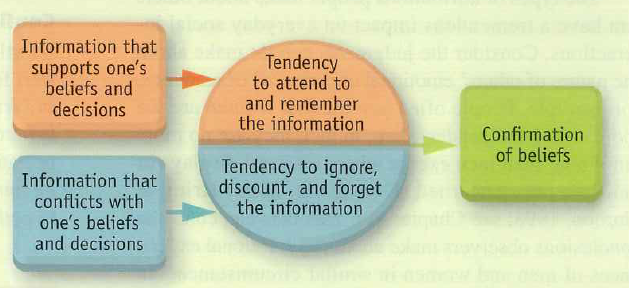 Information that
supports one's
beliefs and
decisions
Tendency
to attend to
and remember
the information
Information that
conflicts with
one's beliefs
and decisions
Tendency to ignore,
discount, and forget
the information
Confirmation
of beliefs